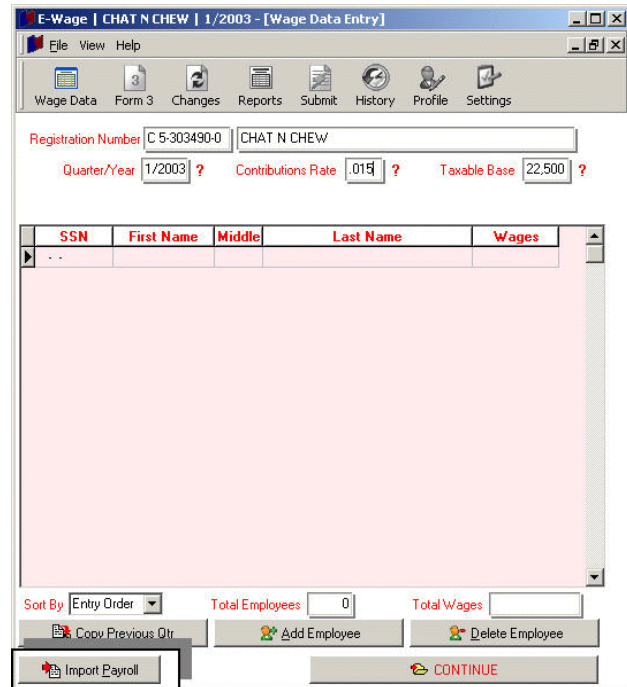 E-Wage | CHAT N CHEW | 1/2003 - [Wage Data Entry]
File View Help
3
Wage Data Form 3 Changes Reports Submit History Profile Settings
Registration Number C 5-303490-0 CHAT N CHEW
Quarter/Year 1/2003 ? Contributions Rate .015 ? Taxable Base 22,500 ?
SSN First Name Middle Last Name Wages
- -
Sort By Entry Order Total Employees 0 Total Wages
Copy Previous Qtr Add Employee Delete Employee
Import Payroll CONTINUE